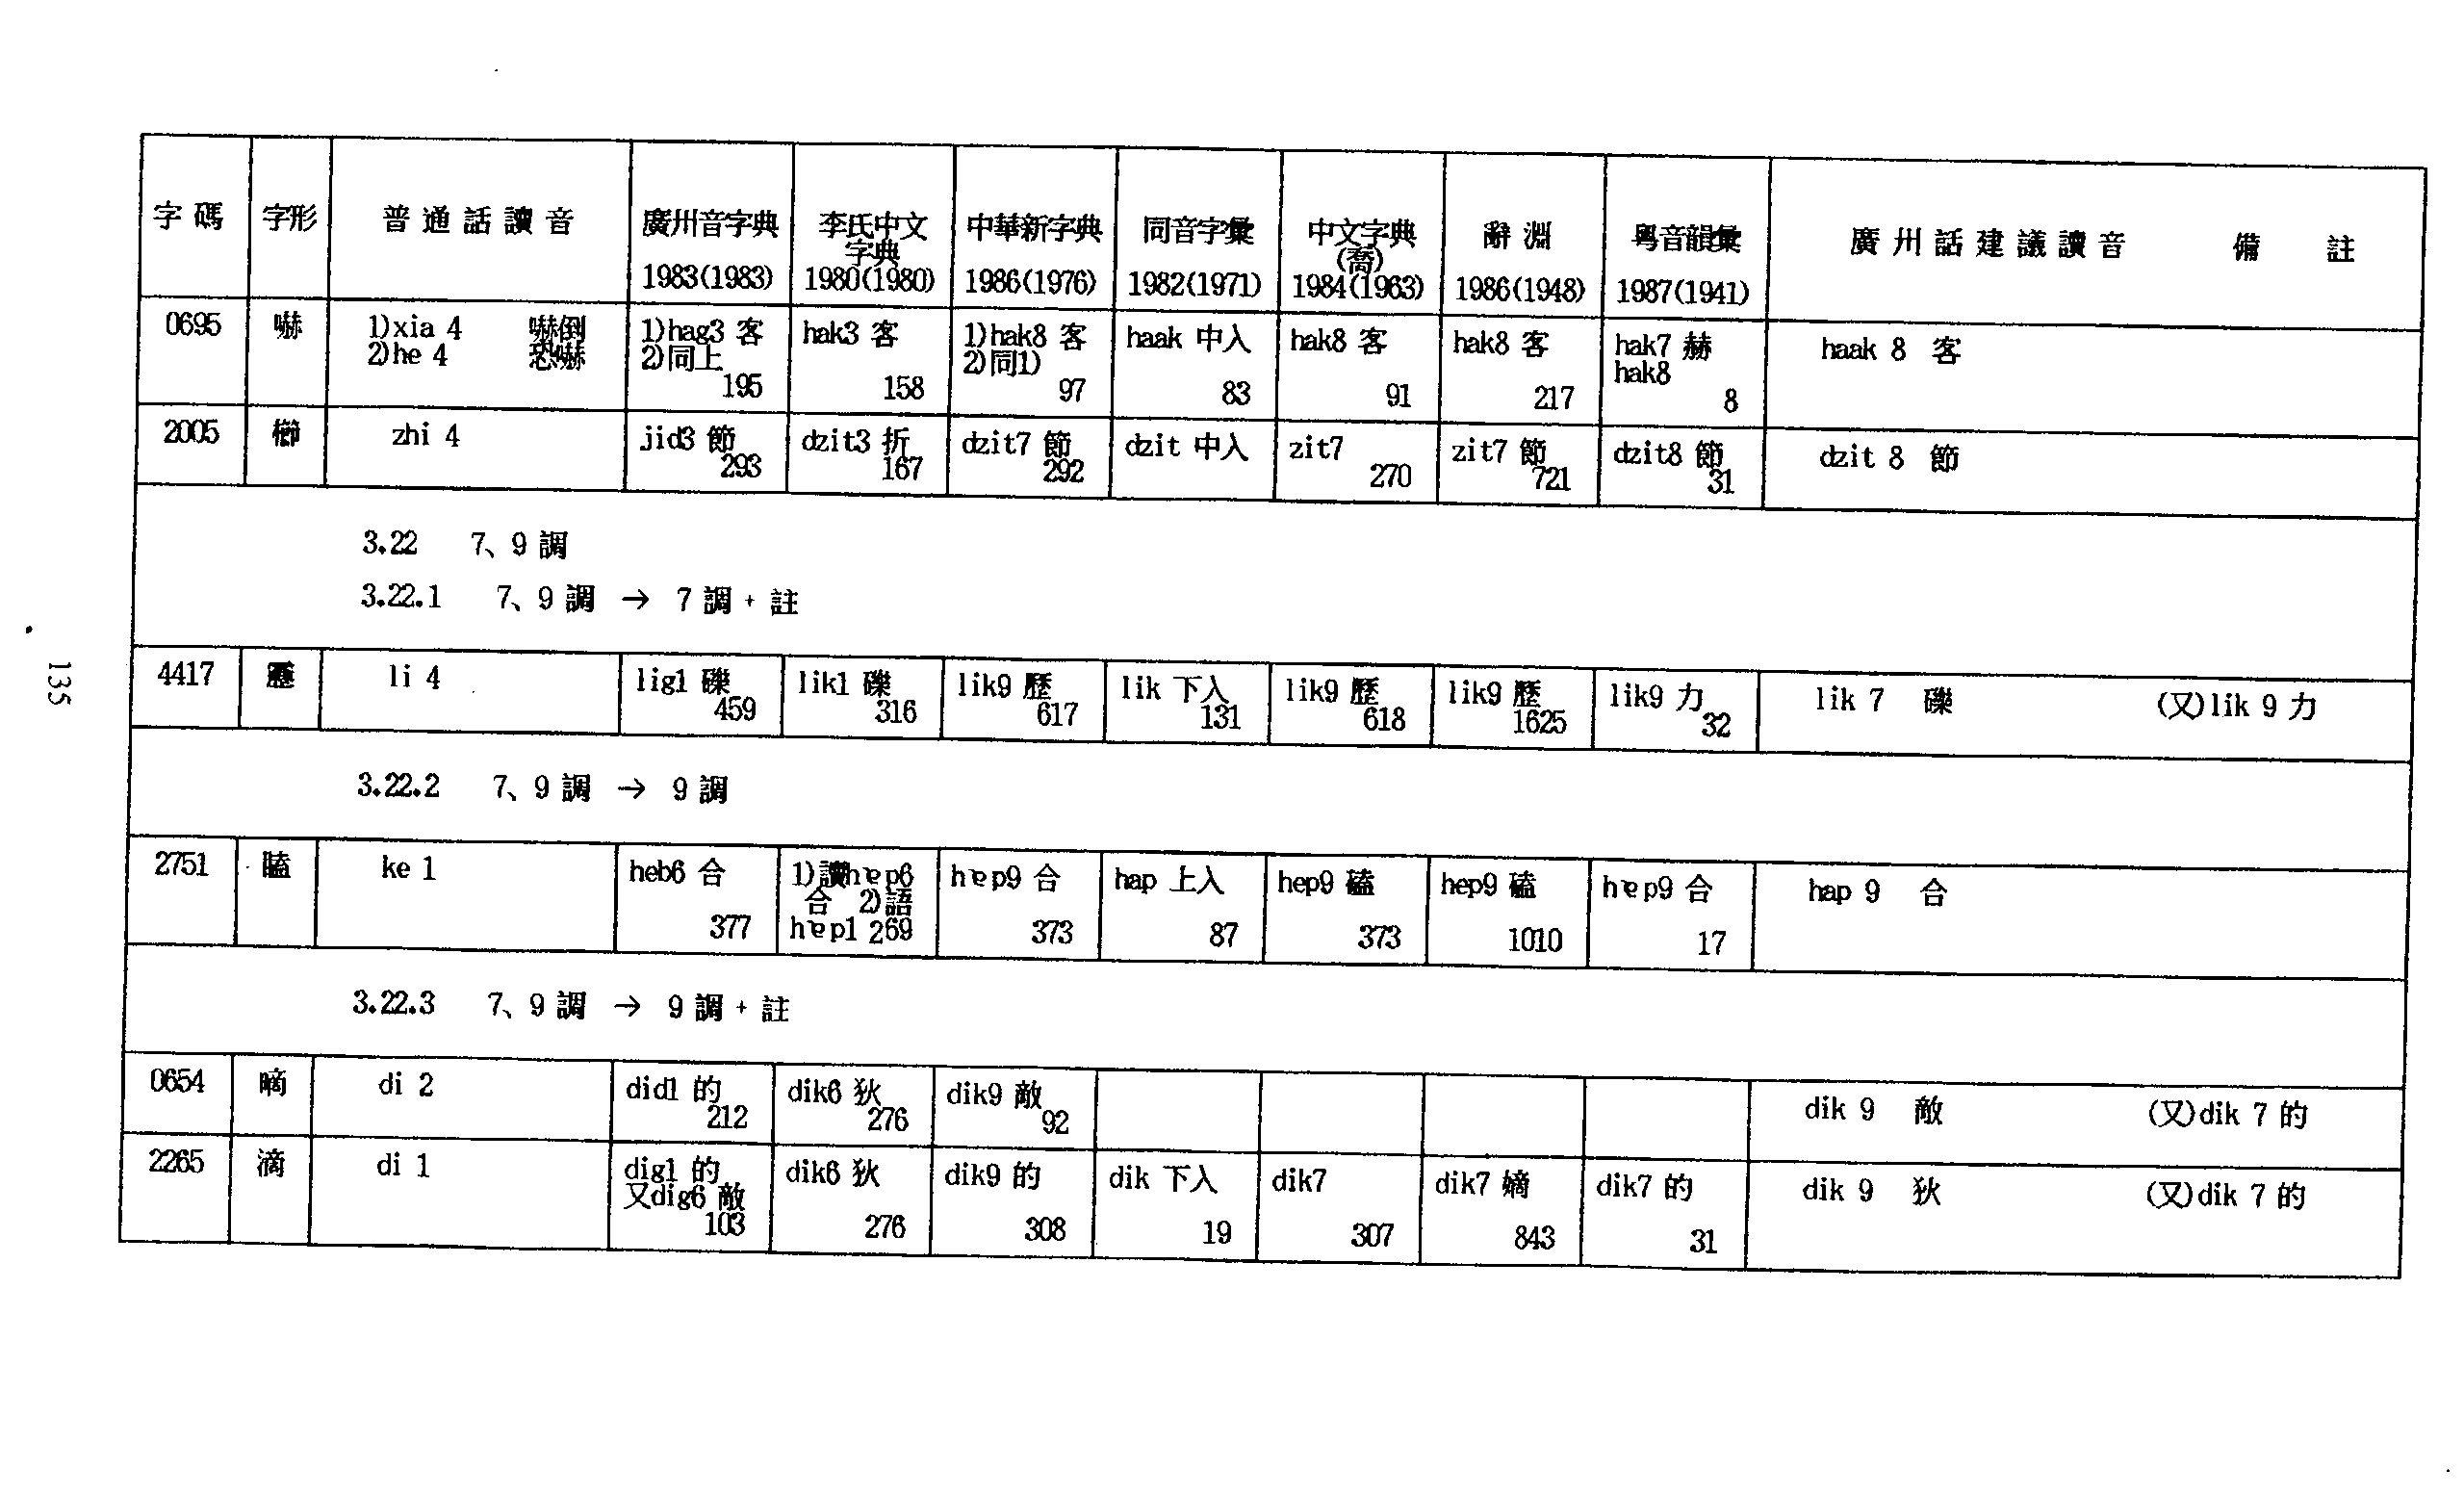 字碼 字形 普通話讀音 廣州音字典 1983(1983) 李氏中文字典 1980(1980) 中華新字典 1986(1976) 同音字彙 1982(1971) 中文字典(喬) 1984(1963) 辭淵 1986(1948) 粵音韻彙 1987(1941) 廣州話建議讀音 備註
0695 嚇 1)xia 4 嚇倒 2)he 4 恐嚇 1)hag3 客 2)同上 195 hak3 客 158 1)hak8 客 2)同1) 97 haak 中入 83 hak8 客 91 hak8 客 217 hak7 赫 hak8 8 haak 8 客
2005 櫛 zhi 4 jid3 節 293 dzit3 折 167 dzit7 節 292 dzit 中入 zit7 270 zit7 節 721 dzit8 節 31 dzit 8 節
3.22 7、9 調
3.22.1 7、9 調 → 7 調 + 註
4417 li 4 lig1 礫 459 lik1 礫 316 lik9 歷 617 lik 下入 131 lik9 歷 618 lik9 歷 1625 lik9 力 32 lik 7 礫 (又)lik 9 力
3.22.2 7、9 調 → 9 調
2751 瞌 ke 1 heb6 合 377 1)讀hɐp6 合 2)語 hɐp1 269 hɐp9 合 373 hap 上入 87 hep9 磕 373 hep9 磕 1010 hɐp9 合 17 hap 9 合
3.22.3 7、9 調 → 9 調 + 註
0654 嘀 di 2 did1 的 212 dik6 狄 276 dik9 敵 92 dik 9 敵 (又)dik 7 的
2265 滴 di 1 dig1 的 又dig6 敵 103 dik6 狄 276 dik9 的 308 dik 下入 19 dik7 307 dik7 嫡 843 dik7 的 31 dik 9 狄 (又)dik 7 的
135